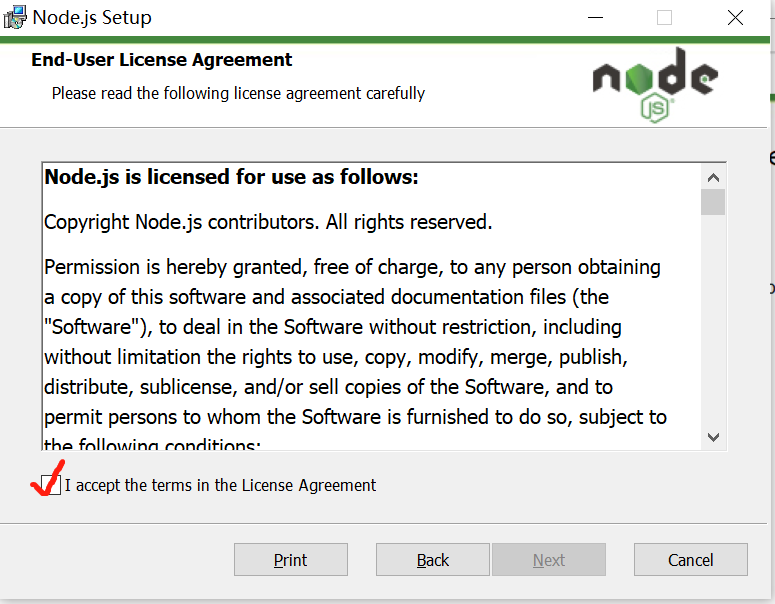 Node.js Setup
End-User License Agreement
Please read the following license agreement carefully
node
JS
Node.js is licensed for use as follows:
Copyright Node.js contributors. All rights reserved.
Permission is hereby granted, free of charge, to any person obtaining
a copy of this software and associated documentation files (the
"Software"), to deal in the Software without restriction, including
without limitation the rights to use, copy, modify, merge, publish,
distribute, sublicense, and/or sell copies of the Software, and to
permit persons to whom the Software is furnished to do so, subject to
the following conditions:
I accept the terms in the License Agreement
Print
Back
Next
Cancel